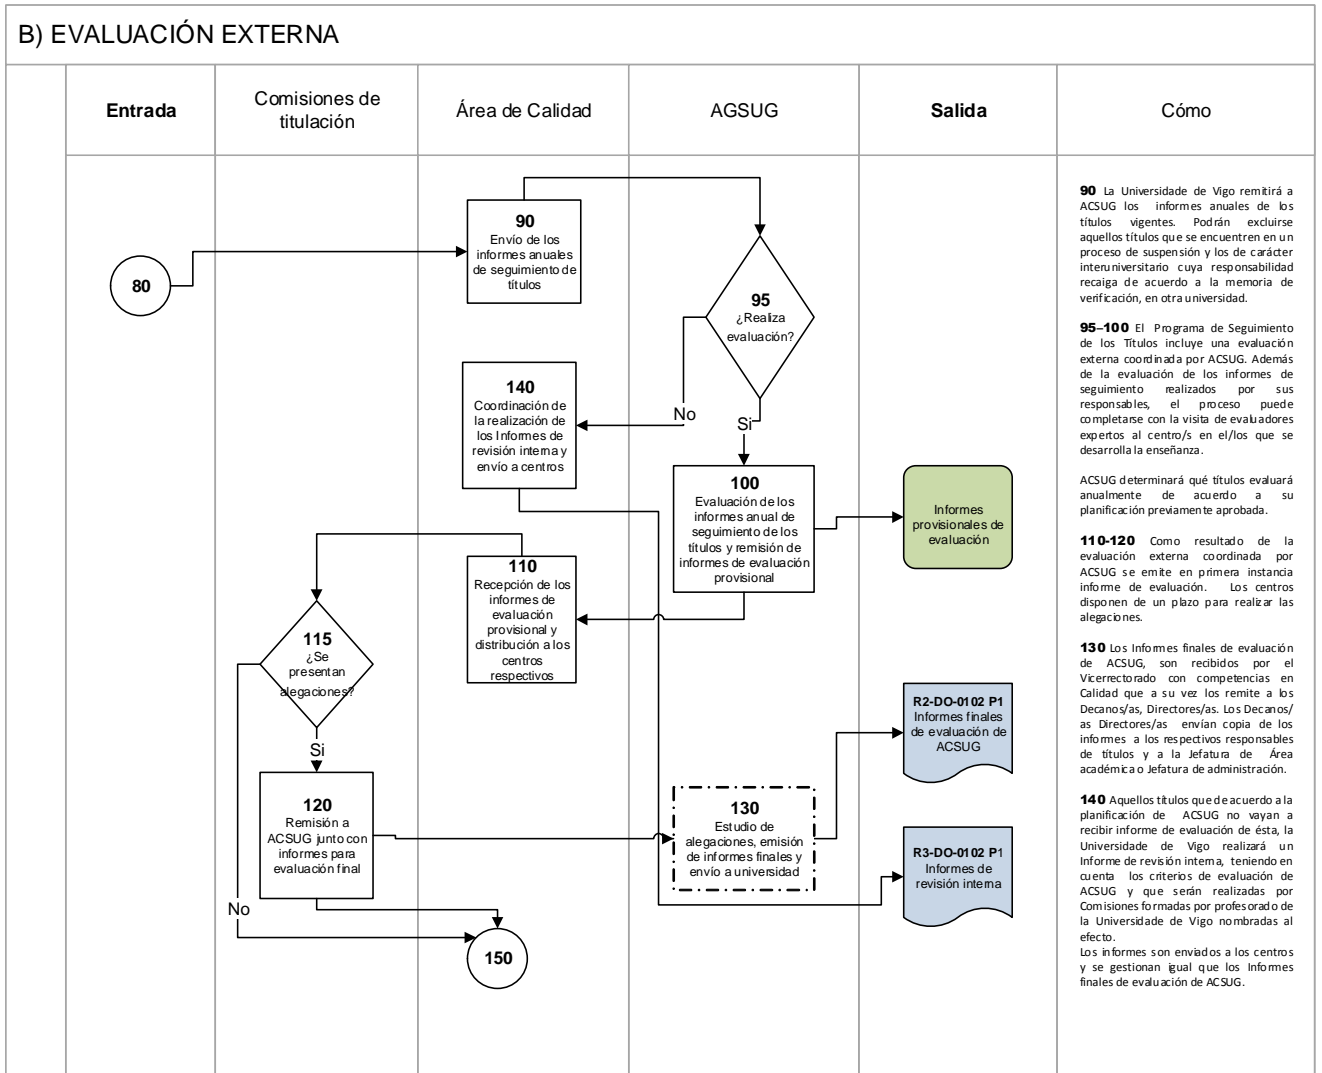 B) EVALUACIÓN EXTERNA
Entrada
Comisiones de
titulación
Área de Calidad
AGSUG
Salida
Cómo
80
90
Envío de los
informes anuales
de seguimiento de
títulos
95
¿Realiza
evaluación?
No
Si
140
Coordinación de
la realización de
los Informes de
revisión interna y
envío a centros
100
Evaluación de los
informes anual de
seguimiento de los
títulos y remisión de
informes de evaluación
provisional
Informes
provisionales de
evaluación
110
Recepción de los
informes de
evaluación
provisional y
distribución a los
centros
respectivos
115
¿Se
presentan
alegaciones?
Si
No
120
Remisión a
ACSUG junto con
informes para
evaluación final
130
Estudio de
alegaciones, emisión
de informes finales y
envío a universidad
R2-DO-0102 P1
Informes finales
de evaluación de
ACSUG
R3-DO-0102 P1
Informes de
revisión interna
150
90 La Universidade de Vigo remitirá a
ACSUG los informes anuales de los
títulos vigentes. Podrán excluirse
aquellos títulos que se encuentren en un
proceso de suspensión y los de carácter
interuniversitario cuya responsabilidad
recaiga de acuerdo a la memoria de
verificación, en otra universidad.
95–100 El Programa de Seguimiento
de los Títulos incluye una evaluación
externa coordinada por ACSUG. Además
de la evaluación de los informes de
seguimiento realizados por sus
responsables, el proceso puede
completarse con la visita de evaluadores
expertos al centro/s en el/los que se
desarrolla la enseñanza.
ACSUG determinará qué títulos evaluará
anualmente de acuerdo a su
planificación previamente aprobada.
110-120 Como resultado de la
evaluación externa coordinada por
ACSUG se emite en primera instancia
informe de evaluación. Los centros
disponen de un plazo para realizar las
alegaciones.
130 Los Informes finales de evaluación
de ACSUG, son recibidos por el
Vicerrectorado con competencias en
Calidad que a su vez los remite a los
Decanos/as, Directores/as. Los Decanos/
as Directores/as envían copia de los
informes a los respectivos responsables
de títulos y a la Jefatura de Área
académica o Jefatura de administración.
140 Aquellos títulos que de acuerdo a la
planificación de ACSUG no vayan a
recibir informe de evaluación de ésta, la
Universidade de Vigo realizará un
Informe de revisión interna, teniendo en
cuenta los criterios de evaluación de
ACSUG y que serán realizadas por
Comisiones formadas por profesorado de
la Universidade de Vigo nombradas al
efecto.
Los informes son enviados a los centros
y se gestionan igual que los Informes
finales de evaluación de ACSUG.